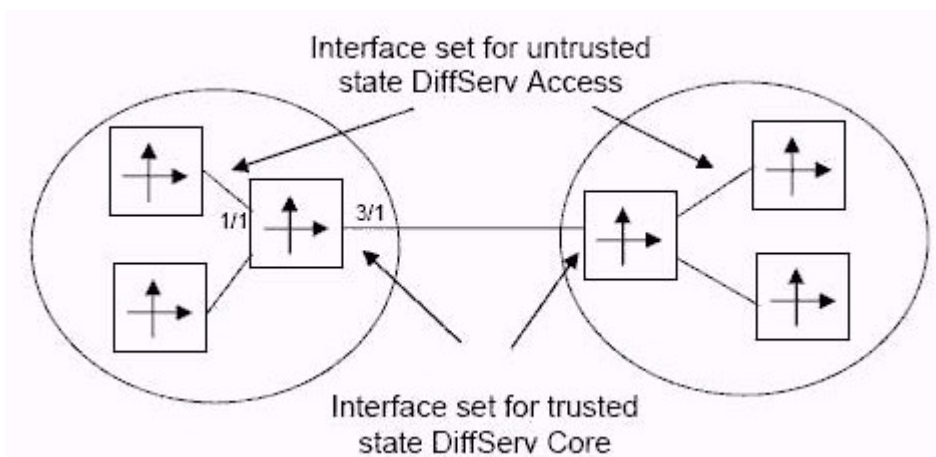 Interface set for untrusted
state DiffServ Access
1/1
3/1
Interface set for trusted
state DiffServ Core